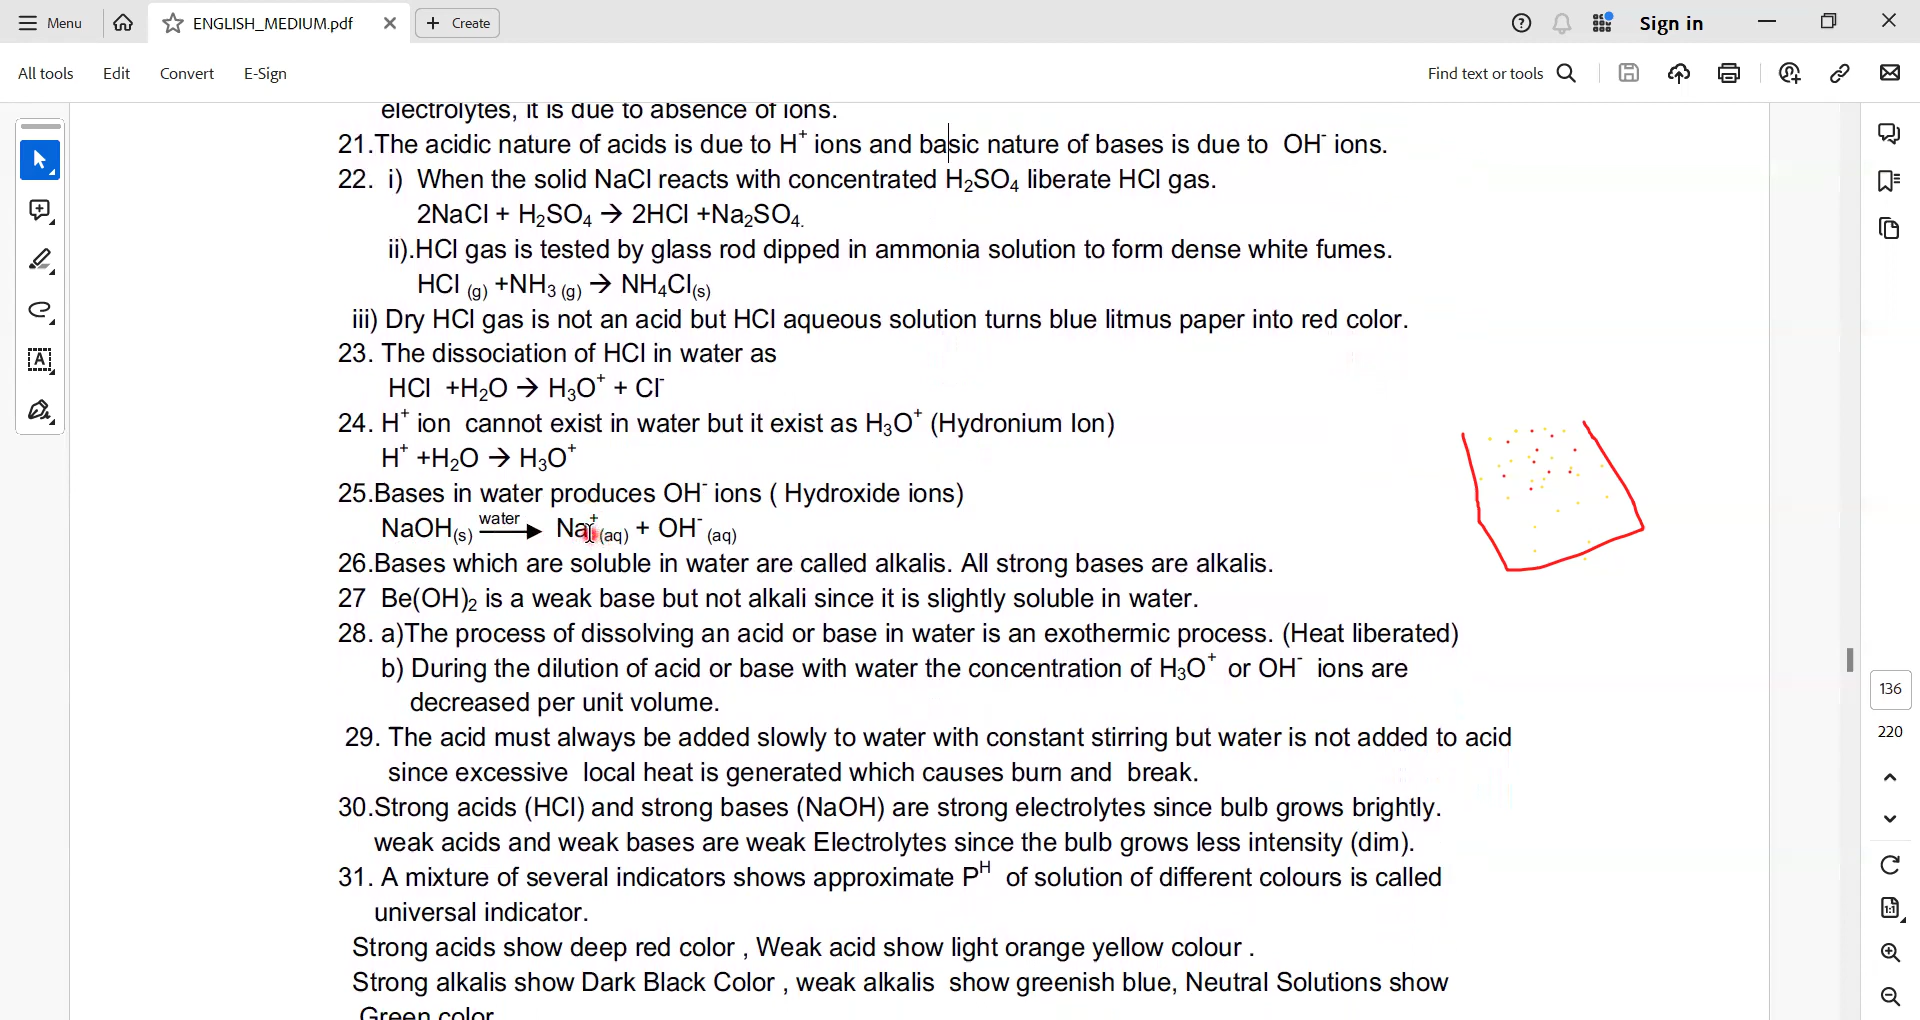 Menu
ENGLISH_MEDIUM.pdf
Create
Sign in
All tools
Edit
Convert
E-Sign
Find text or tools
electrolytes, it is due to absence of ions.
21.The acidic nature of acids is due to H⁺ ions and basic nature of bases is due to OH⁻ ions.
22. i) When the solid NaCl reacts with concentrated H₂SO₄ liberate HCl gas.
2NaCl + H₂SO₄ → 2HCl +Na₂SO₄.
ii).HCl gas is tested by glass rod dipped in ammonia solution to form dense white fumes.
HCl (g) +NH₃ (g) → NH₄Cl(s)
iii) Dry HCl gas is not an acid but HCl aqueous solution turns blue litmus paper into red color.
23. The dissociation of HCl in water as
HCl +H₂O → H₃O⁺ + Cl⁻
24. H⁺ ion cannot exist in water but it exist as H₃O⁺ (Hydronium Ion)
H⁺ +H₂O → H₃O⁺
25.Bases in water produces OH⁻ ions ( Hydroxide ions)
NaOH(s) water→ Na⁺(aq) + OH⁻(aq)
26.Bases which are soluble in water are called alkalis. All strong bases are alkalis.
27 Be(OH)₂ is a weak base but not alkali since it is slightly soluble in water.
28. a)The process of dissolving an acid or base in water is an exothermic process. (Heat liberated)
b) During the dilution of acid or base with water the concentration of H₃O⁺ or OH⁻ ions are
decreased per unit volume.
29. The acid must always be added slowly to water with constant stirring but water is not added to acid
since excessive local heat is generated which causes burn and break.
30.Strong acids (HCl) and strong bases (NaOH) are strong electrolytes since bulb grows brightly.
weak acids and weak bases are weak Electrolytes since the bulb grows less intensity (dim).
31. A mixture of several indicators shows approximate Pᴴ of solution of different colours is called
universal indicator.
Strong acids show deep red color , Weak acid show light orange yellow colour .
Strong alkalis show Dark Black Color , weak alkalis show greenish blue, Neutral Solutions show
Green color
136
220
1:1